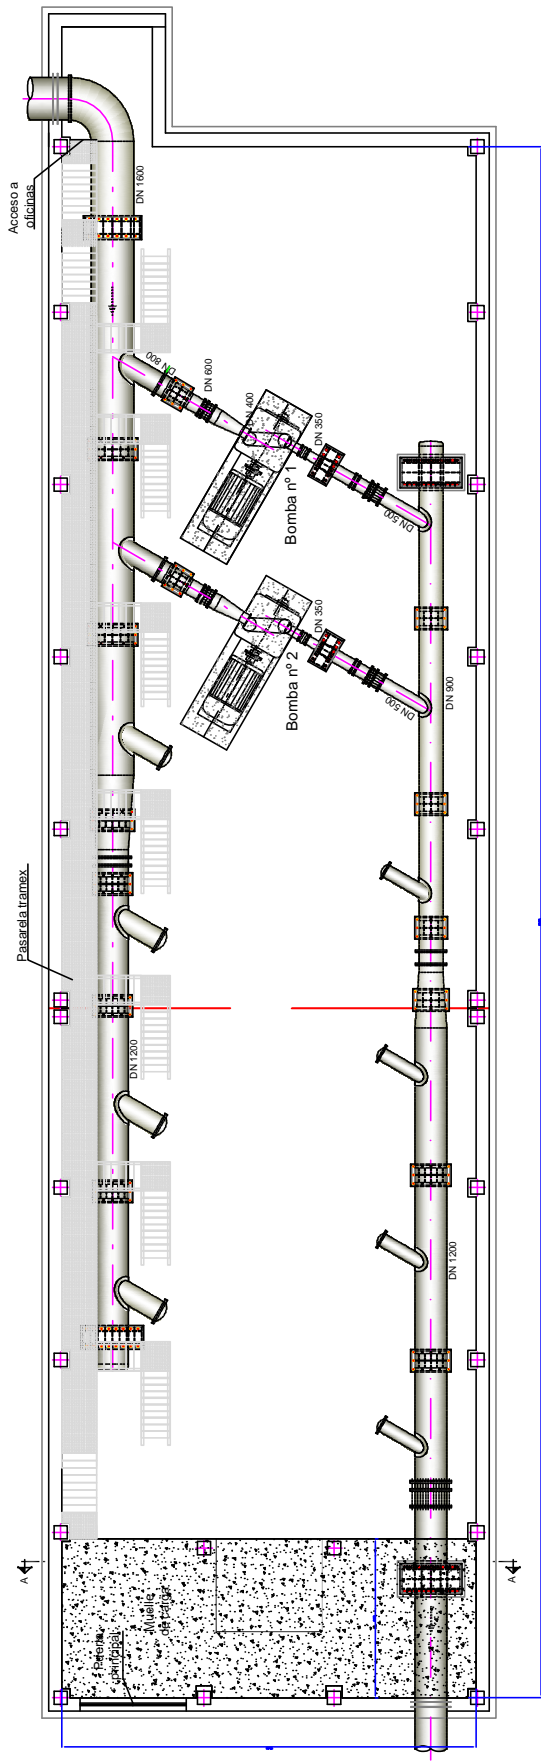 Acceso a
oficinas
DN 1600
DN 800
DN 600
DN 400
DN 350
Bomba nº 1
DN 500
DN 350
Bomba nº 2
DN 500
DN 900
Pasarela tramex
DN 1200
DN 1200
A
A
Muelle
de carga
Puerta
principal